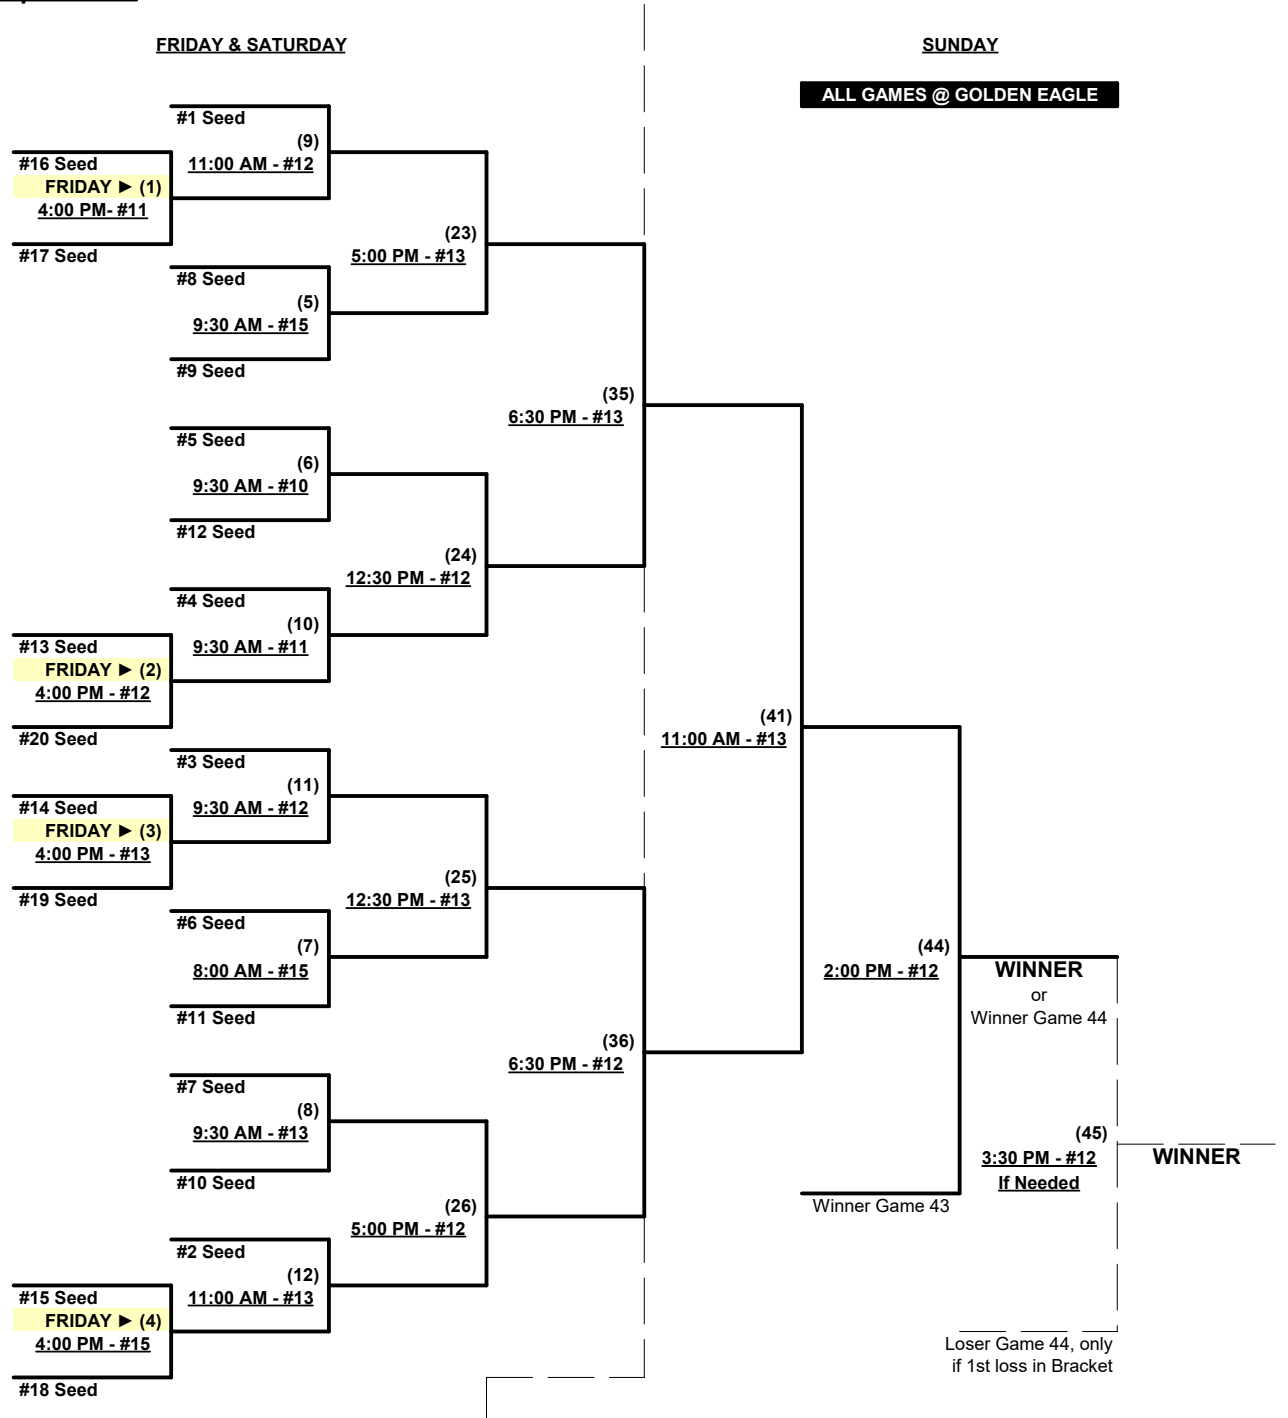 FRIDAY & SATURDAY
SUNDAY
ALL GAMES @ GOLDEN EAGLE
#1 Seed
(9)
11:00 AM - #12
#16 Seed
FRIDAY ► (1)
4:00 PM- #11
#17 Seed
(23)
5:00 PM - #13
#8 Seed
(5)
9:30 AM - #15
#9 Seed
(35)
6:30 PM - #13
#5 Seed
(6)
9:30 AM - #10
#12 Seed
(24)
12:30 PM - #12
#4 Seed
(10)
9:30 AM - #11
#13 Seed
FRIDAY ► (2)
4:00 PM - #12
#20 Seed
(41)
11:00 AM - #13
#3 Seed
(11)
9:30 AM - #12
#14 Seed
FRIDAY ► (3)
4:00 PM - #13
#19 Seed
(25)
12:30 PM - #13
#6 Seed
(7)
8:00 AM - #15
#11 Seed
(44)
2:00 PM - #12
WINNER
or
Winner Game 44
(36)
6:30 PM - #12
#7 Seed
(8)
9:30 AM - #13
#10 Seed
(45)
3:30 PM - #12
If Needed
WINNER
Winner Game 43
(26)
5:00 PM - #12
#2 Seed
(12)
11:00 AM - #13
#15 Seed
FRIDAY ► (4)
4:00 PM - #15
#18 Seed
Loser Game 44, only
if 1st loss in Bracket